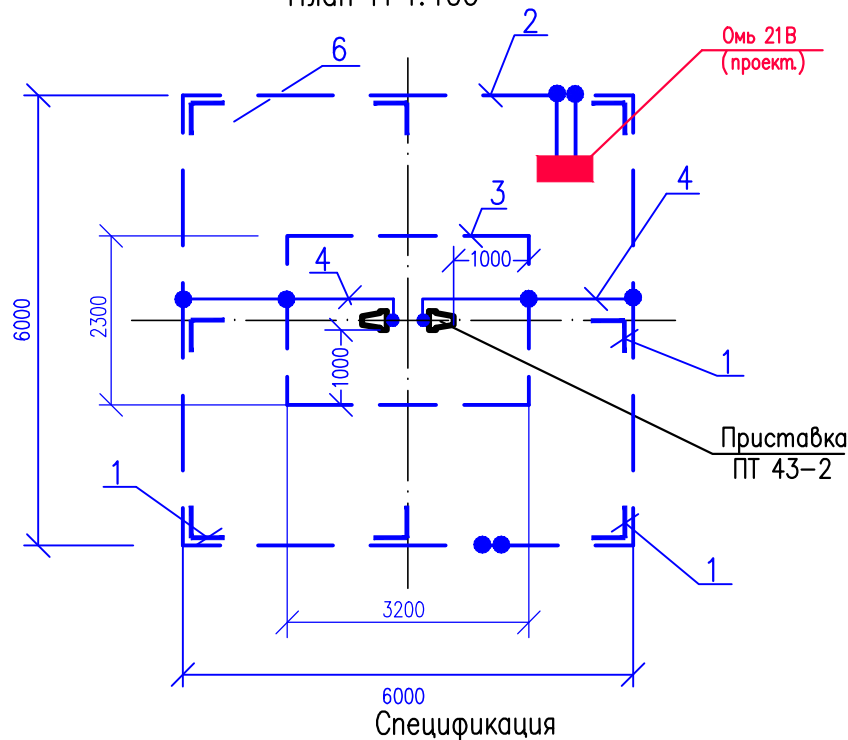 2
6
Омь 21В
(проект.)
4
3
1000
4
6000
2300
1000
1
Приставка
ПТ 43-2
1
1
3200
6000
Спецификация